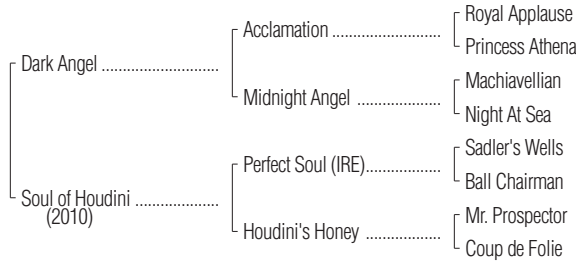 Royal Applause
Acclamation ........................
Princess Athena
Dark Angel ..........................
Machiavellian
Midnight Angel ..................
Night At Sea
Sadler's Wells
Perfect Soul (IRE)................
Ball Chairman
Soul of Houdini ..................
(2010)
Mr. Prospector
Houdini's Honey ................
Coup de Folie